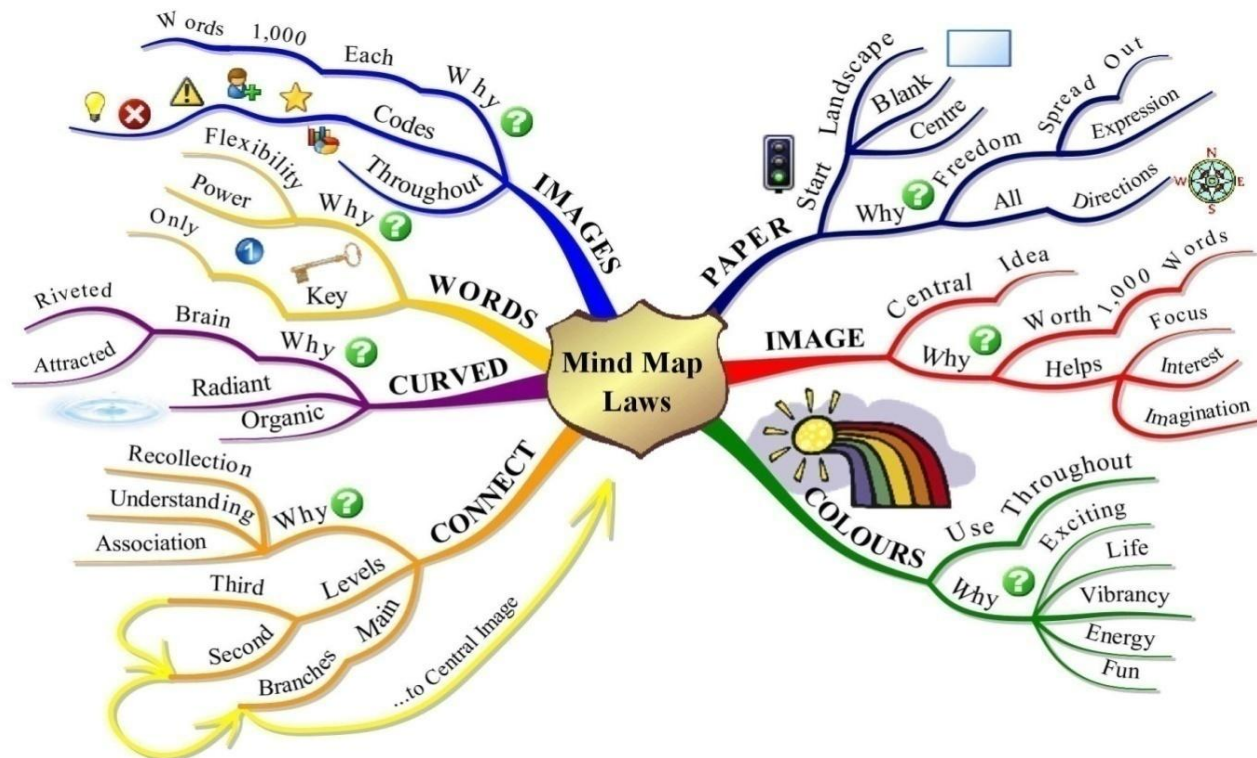 Mind Map
Laws
PAPER
Start
Landscape
Blank
Centre
Why
?
Freedom
Spread Out
Expression
All
Directions
N
W
E
S
IMAGE
Central
Idea
Why
?
Worth
1,000
Words
Helps
Focus
Interest
Imagination
COLOURS
Use
Throughout
Why
?
Exciting
Life
Vibrancy
Energy
Fun
CONNECT
Why
?
Recollection
Understanding
Association
Levels
Third
Second
Main
Branches
...to Central Image
CURVED
Why
?
Brain
Riveted
Attracted
Radiant
Organic
WORDS
Why
?
Flexibility
Power
Key
1
Only
IMAGES
Why
?
Each
1,000
Words
Codes
Throughout